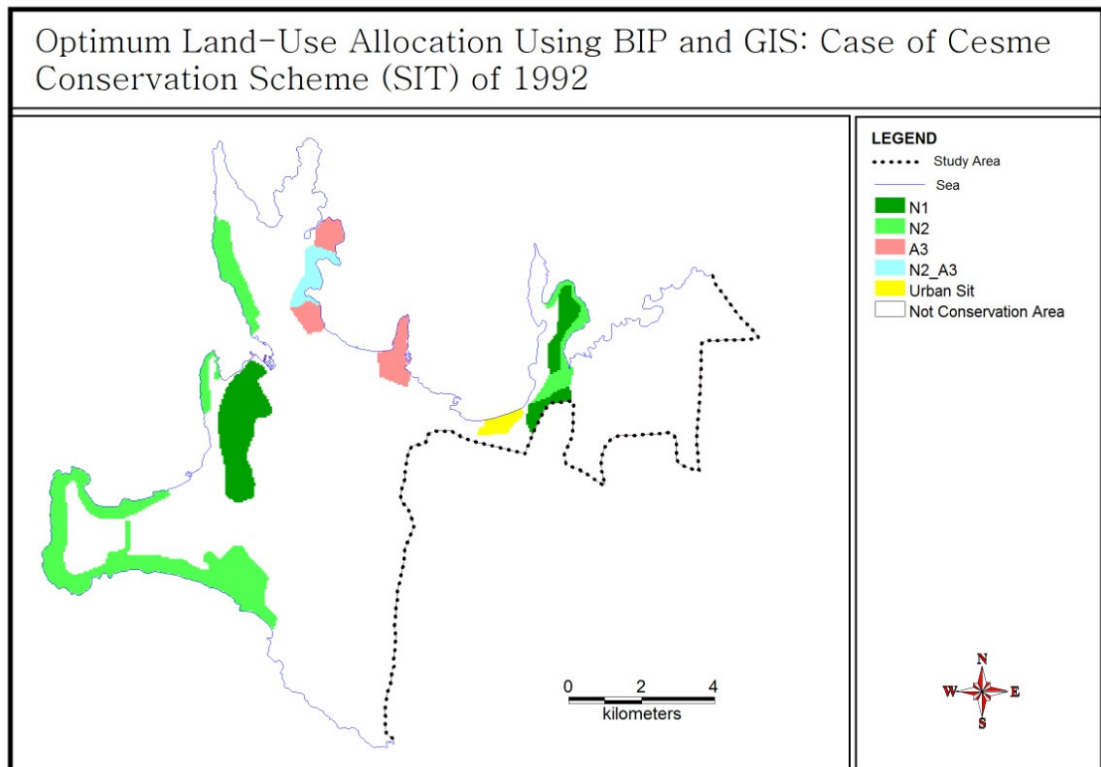 Optimum Land-Use Allocation Using BIP and GIS: Case of Cesme
Conservation Scheme (SIT) of 1992
LEGEND
Study Area
Sea
N1
N2
A3
N2_A3
Urban Sit
Not Conservation Area
0 2 4
kilometers
N
W E
S